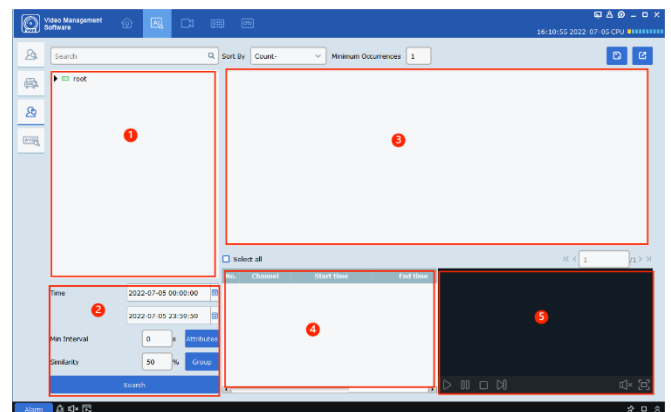 Video Management
Software
AI
16:10:55 2022-07-05 CPU
Search
Sort By Count- Minimum Occurrences 1
root
1
3
Select all
1 /1
No. Channel Start time End time
Time 2022-07-05 00:00:00
2
2022-07-05 23:59:59
4
5
Min Interval 0 s Attributes
Similarity 50 % Group
Search
Alarm